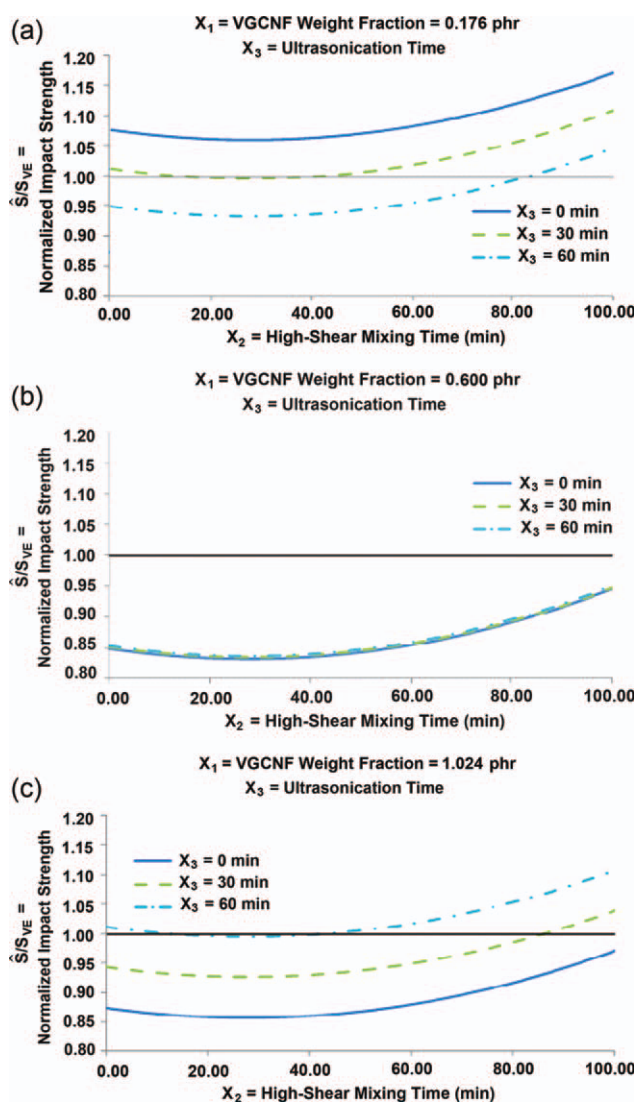 (a)
X1 = VGCNF Weight Fraction = 0.176 phr
X3 = Ultrasonication Time
Ŝ/SVE =
Normalized Impact Strength
1.20
1.15
1.10
1.05
1.00
0.95
0.90
0.85
0.80
X3 = 0 min
X3 = 30 min
X3 = 60 min
0.00 20.00 40.00 60.00 80.00 100.00
X2 = High-Shear Mixing Time (min)
(b)
X1 = VGCNF Weight Fraction = 0.600 phr
X3 = Ultrasonication Time
Ŝ/SVE =
Normalized Impact Strength
1.20
1.15
1.10
1.05
1.00
0.95
0.90
0.85
0.80
X3 = 0 min
X3 = 30 min
X3 = 60 min
0.00 20.00 40.00 60.00 80.00 100.00
X2 = High-Shear Mixing Time (min)
(c)
X1 = VGCNF Weight Fraction = 1.024 phr
X3 = Ultrasonication Time
Ŝ/SVE =
Normalized Impact Strength
1.20
1.15
1.10
1.05
1.00
0.95
0.90
0.85
0.80
X3 = 0 min
X3 = 30 min
X3 = 60 min
0.00 20.00 40.00 60.00 80.00 100.00
X2 = High-Shear Mixing Time (min)